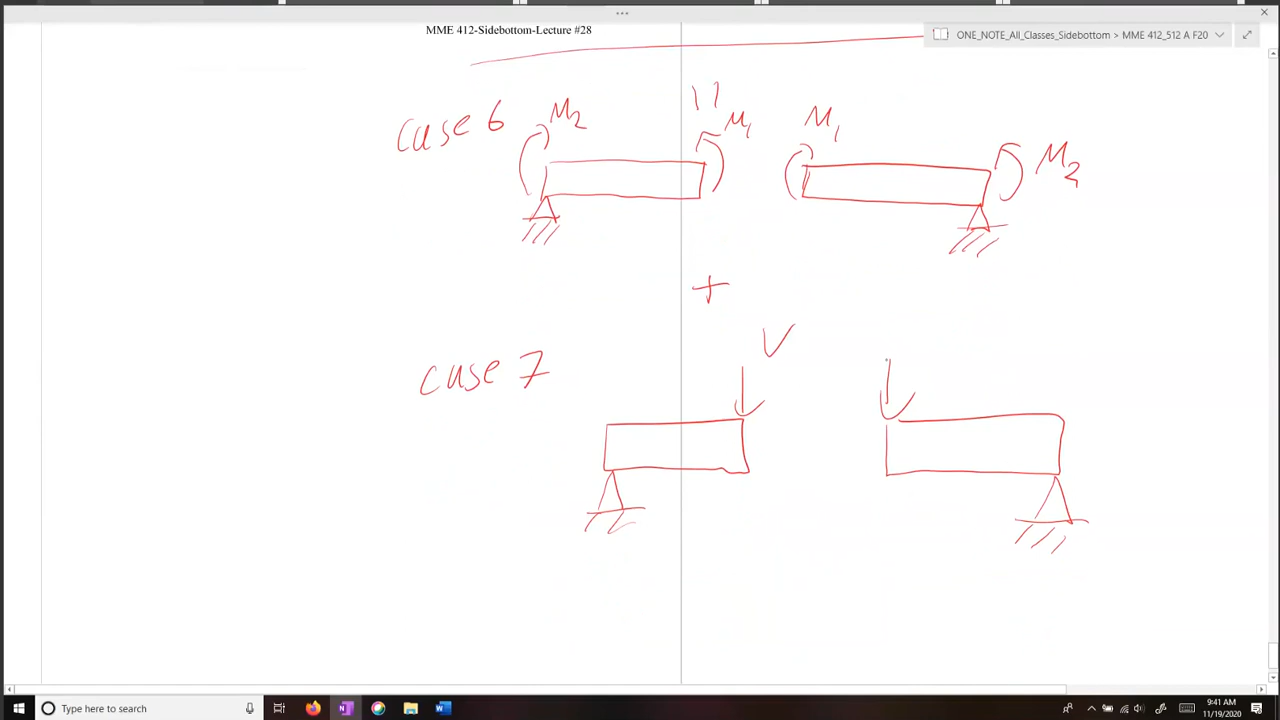 MME 412-Sidebottom-Lecture #28
ONE_NOTE_All_Classes_Sidebottom > MME 412_512 A F20
case 6
M2
M1
M1
M2
+
V
case 7
Type here to search
9:41 AM
11/19/2020